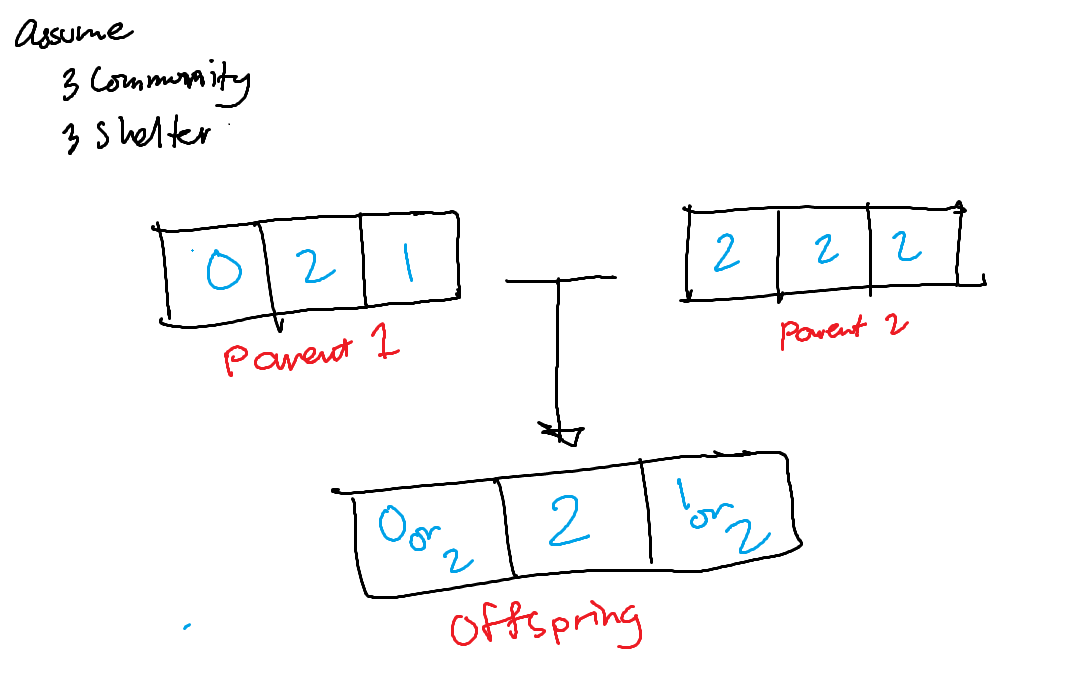 Assume
3 Community
3 Shelter
0 2 1
2 2 2
Parent 1
Parent 2
0 or 2 2 1 or 2
Offspring